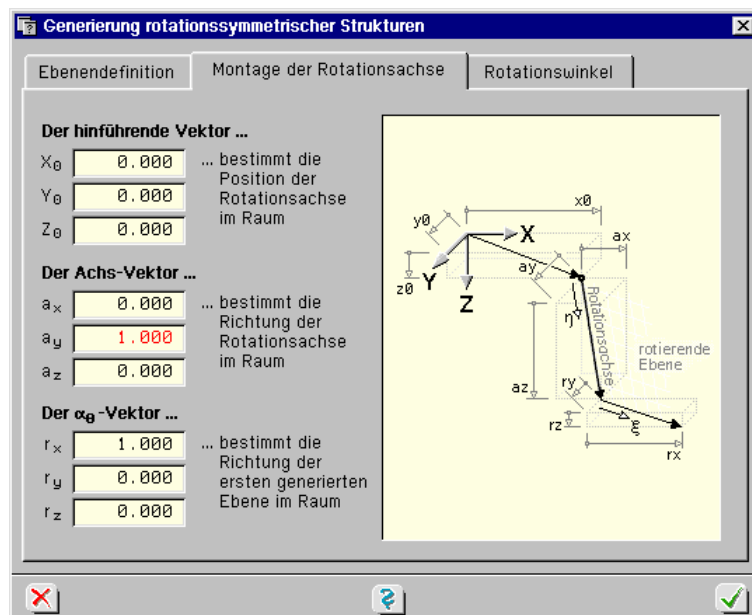 Generierung rotationssymmetrischer Strukturen
Ebenendefinition
Montage der Rotationsachse
Rotationswinkel
Der hinführende Vektor ...
X0 0.000
Y0 0.000
Z0 0.000
... bestimmt die
Position der
Rotationsachse
im Raum
Der Achs-Vektor ...
ax 0.000
ay 1.000
az 0.000
... bestimmt die
Richtung der
Rotationsachse
im Raum
Der α0-Vektor ...
rx 1.000
ry 0.000
rz 0.000
... bestimmt die
Richtung der
ersten generierten
Ebene im Raum
x0
y0
X
ax
z0
Y
Z
ay
η
Rotationsachse
rotierende
Ebene
az
ry
rz
ξ
rx